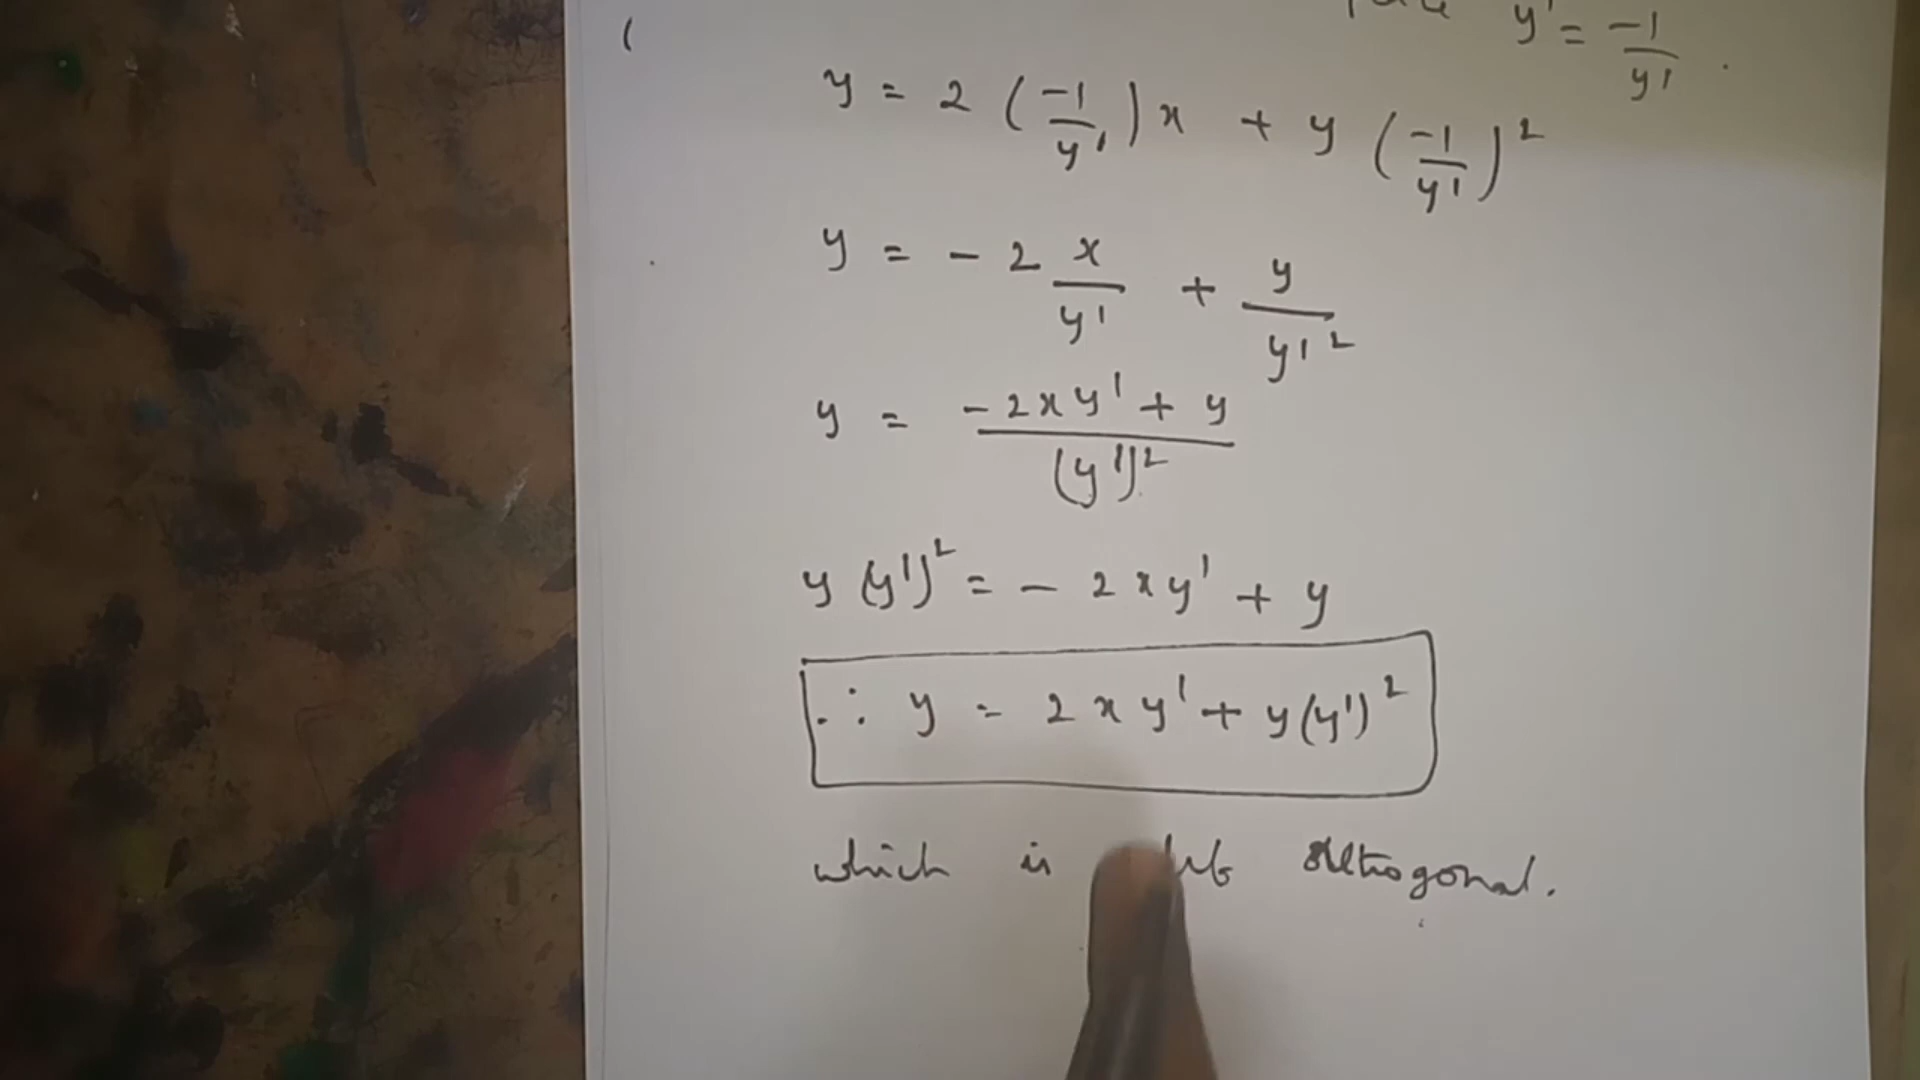 y' = -1/y' .
(
y = 2 (-1/y') x + y (-1/y')²
y = - 2 x/y' + y/y'²
y = (-2xy' + y)/(y')²
y (y')² = - 2xy' + y
∴ y = 2xy' + y(y')²
which is orthogonal.